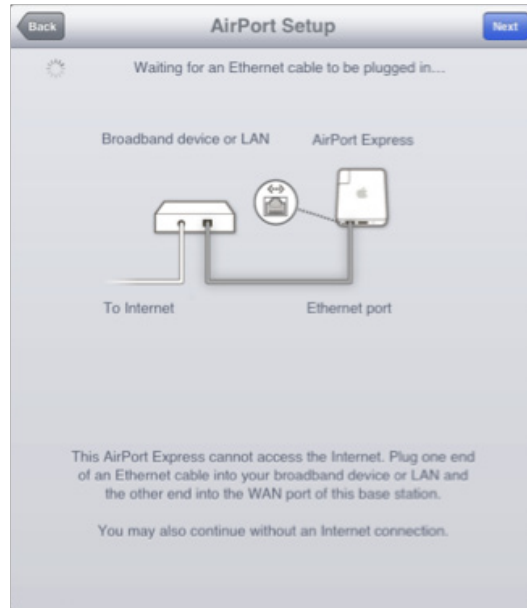 Back
AirPort Setup
Next
Waiting for an Ethernet cable to be plugged in...
Broadband device or LAN
AirPort Express
To Internet
Ethernet port
This AirPort Express cannot access the Internet. Plug one end
of an Ethernet cable into your broadband device or LAN and
the other end into the WAN port of this base station.
You may also continue without an Internet connection.